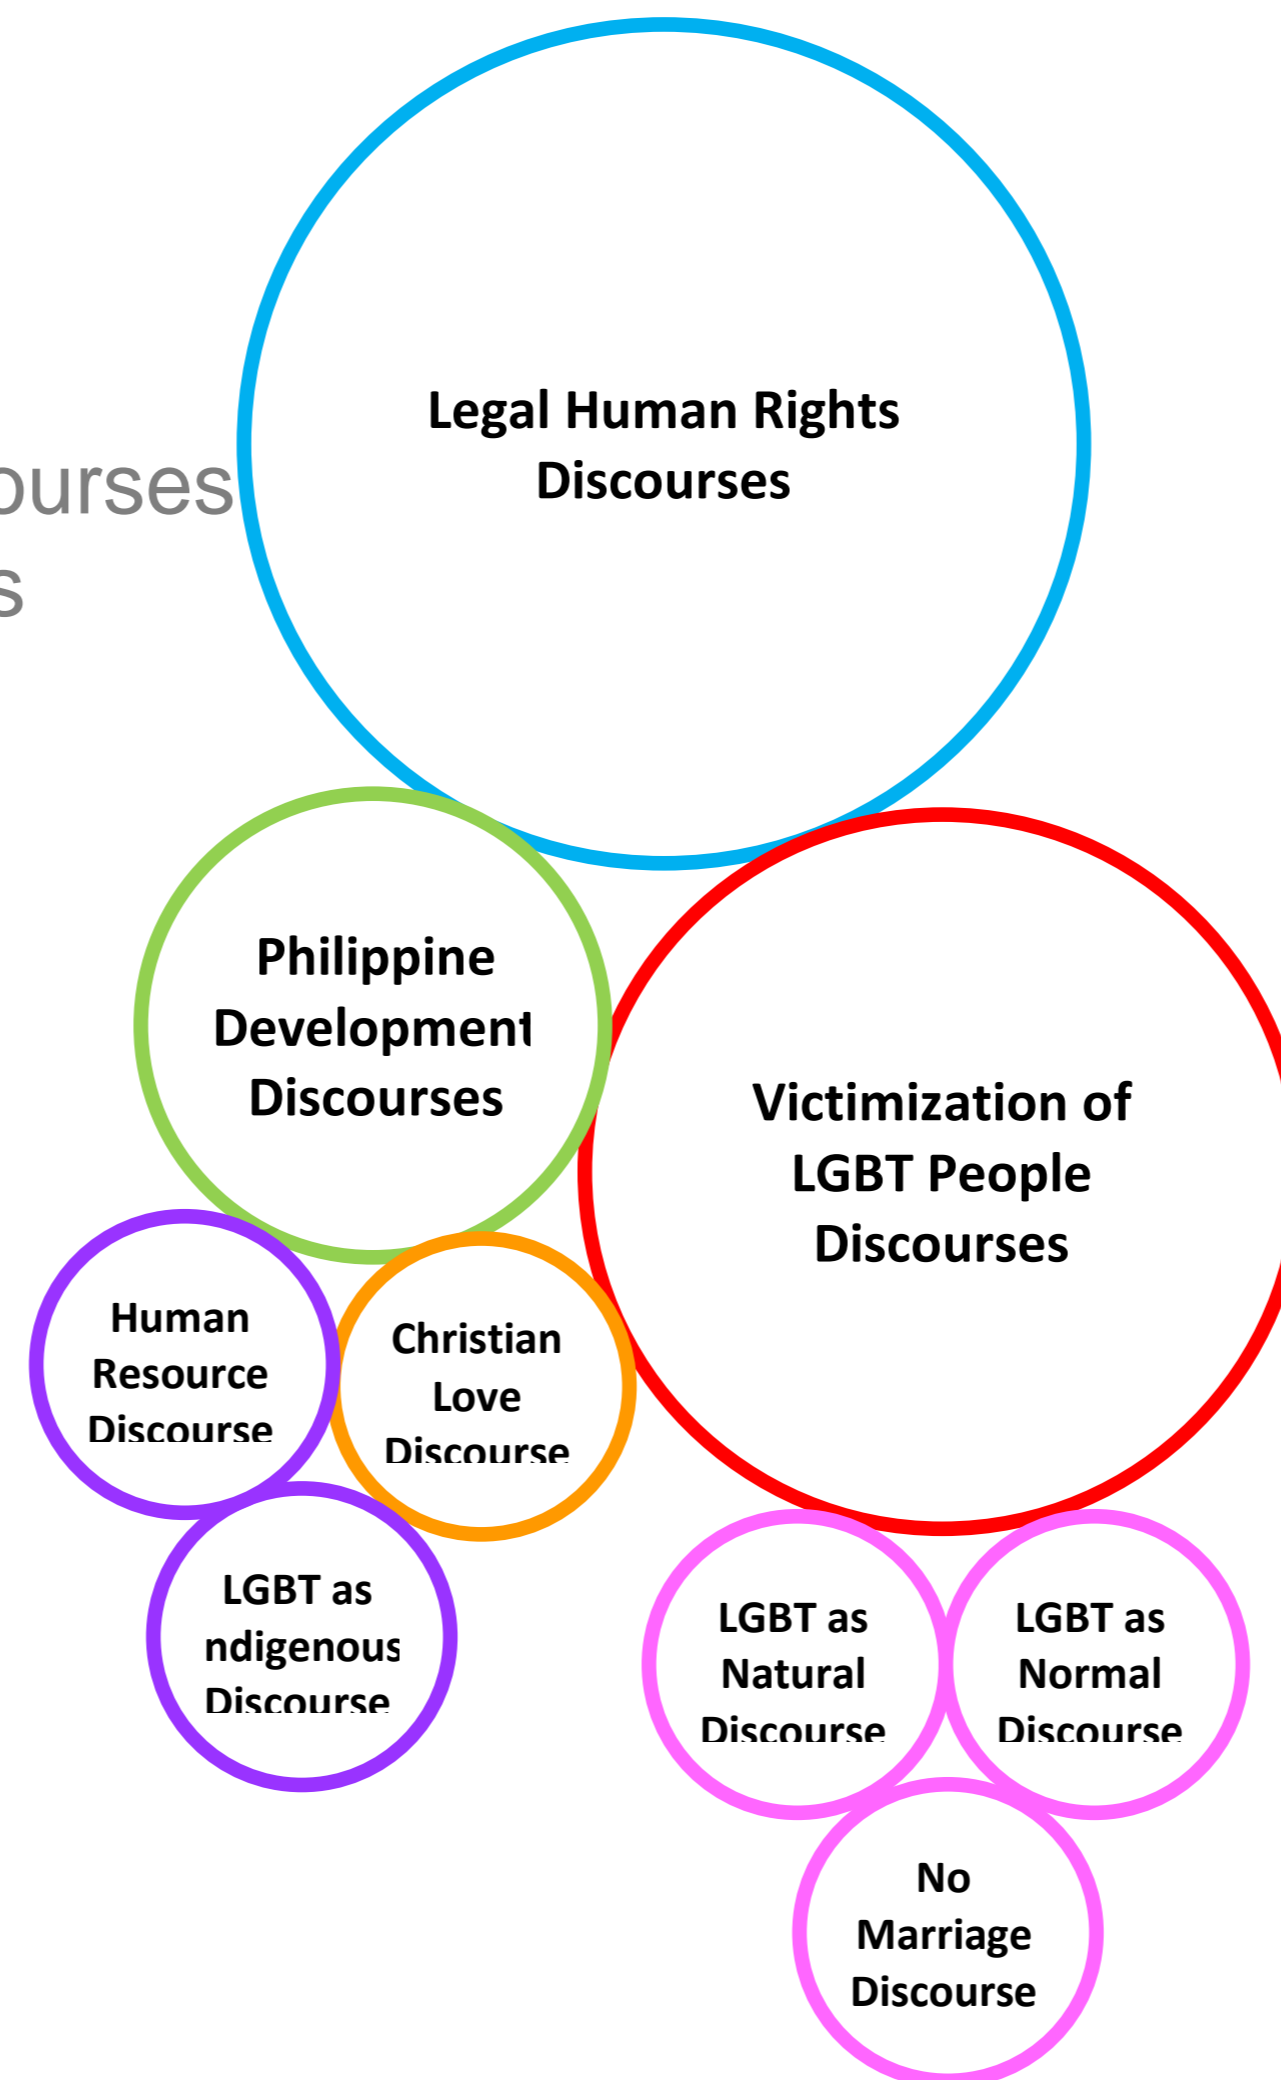 Legal Human Rights
Discourses
ourses
s
Philippine
Development
Discourses
Victimization of
LGBT People
Discourses
Human
Resource
Discourse
Christian
Love
Discourse
LGBT as
ndigenous
Discourse
LGBT as
Natural
Discourse
LGBT as
Normal
Discourse
No
Marriage
Discourse